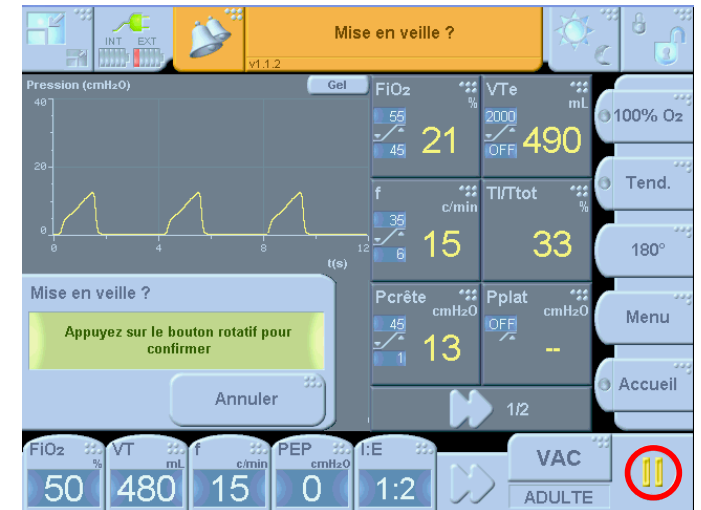 INT EXT
Mise en veille ?
v1.1.2
Pression (cmH₂O)
Gel
40
20
0
0 4 8 12
t(s)
FiO₂
%
55
45
21
VTe
mL
2000
OFF
490
100% O₂
f
c/min
35
6
15
TI/Ttot
%
33
Tend.
180°
Mise en veille ?
Appuyez sur le bouton rotatif pour
confirmer
Annuler
Pcrête
cmH₂O
45
1
13
Pplat
cmH₂O
OFF
--
Menu
Accueil
1/2
FiO₂
%
50
VT
mL
480
f
c/min
15
PEP
cmH₂O
0
I:E
1:2
VAC
ADULTE